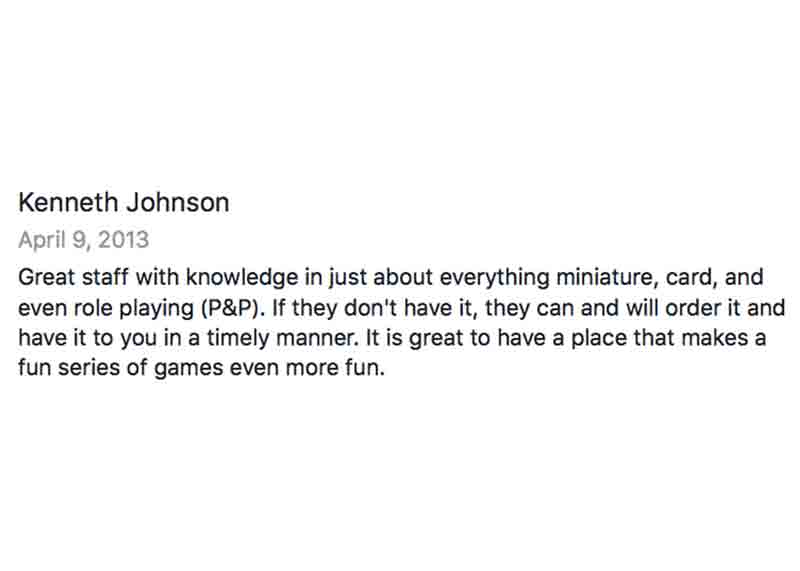 Kenneth Johnson
April 9, 2013
Great staff with knowledge in just about everything miniature, card, and
even role playing (P&P). If they don't have it, they can and will order it and
have it to you in a timely manner. It is great to have a place that makes a
fun series of games even more fun.